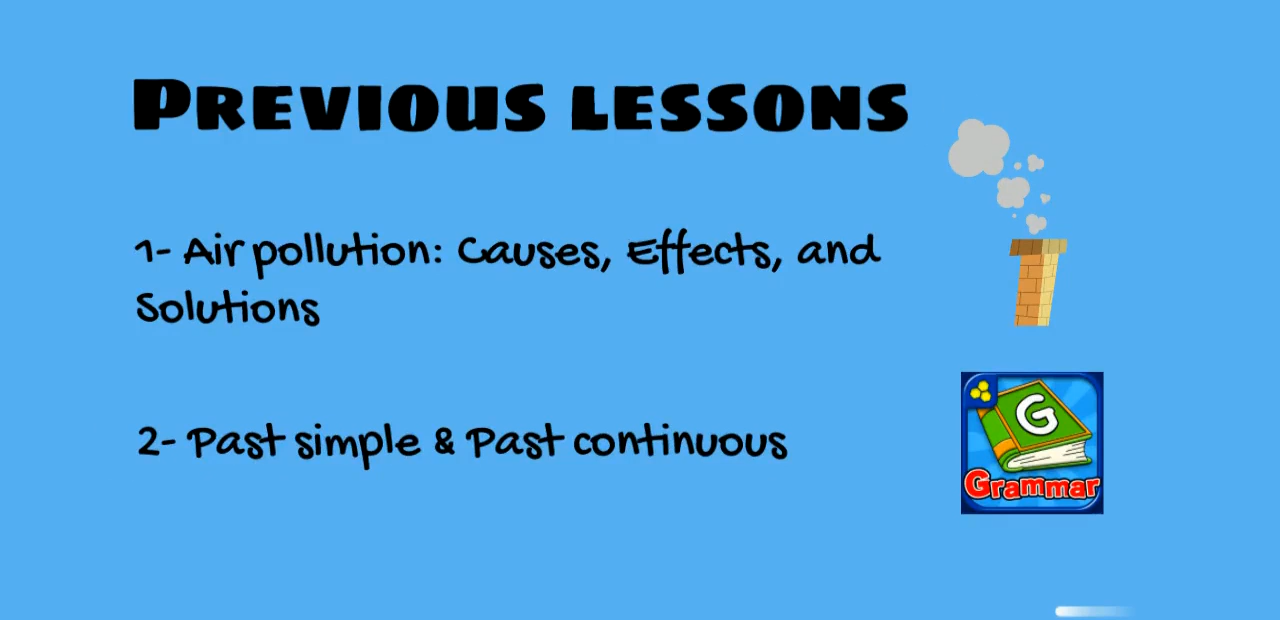 Previous lessons
1- Air pollution: Causes, Effects, and
Solutions
2- Past simple & Past continuous
G
Grammar